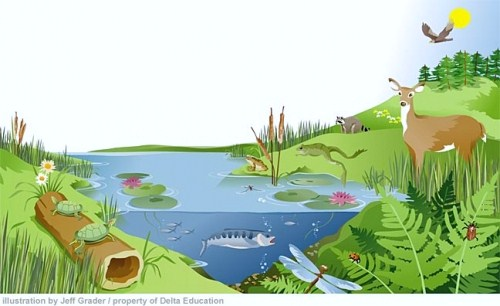 illustration by Jeff Grader / property of Delta Education